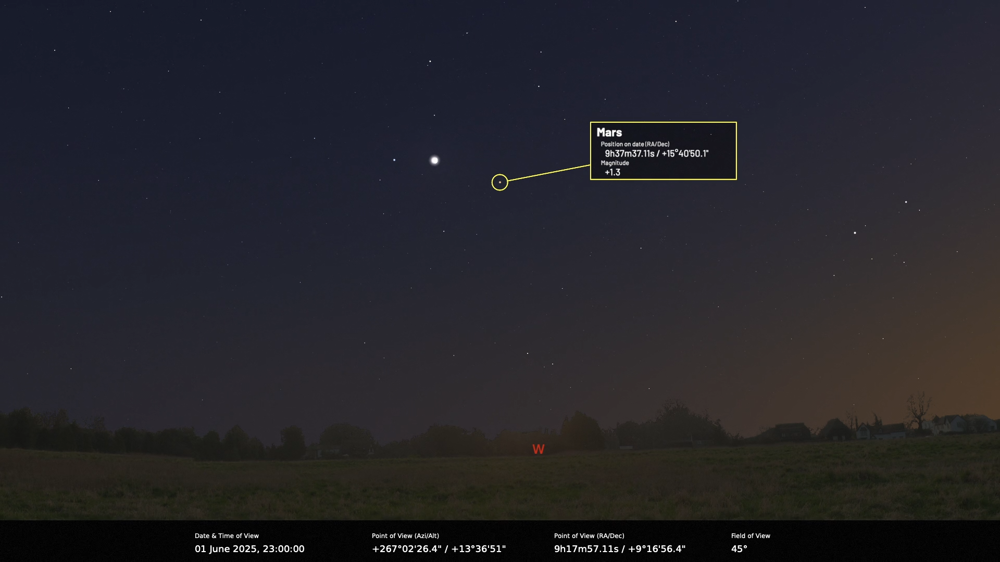 Mars
Position on date (RA/Dec)
9h37m37.11s / +15°40'50.1"
Magnitude
+1.3
W
Date & Time of View
01 June 2025, 23:00:00
Point of View (Azi/Alt)
+267°02'26.4" / +13°36'51"
Point of View (RA/Dec)
9h17m57.11s / +9°16'56.4"
Field of View
45°